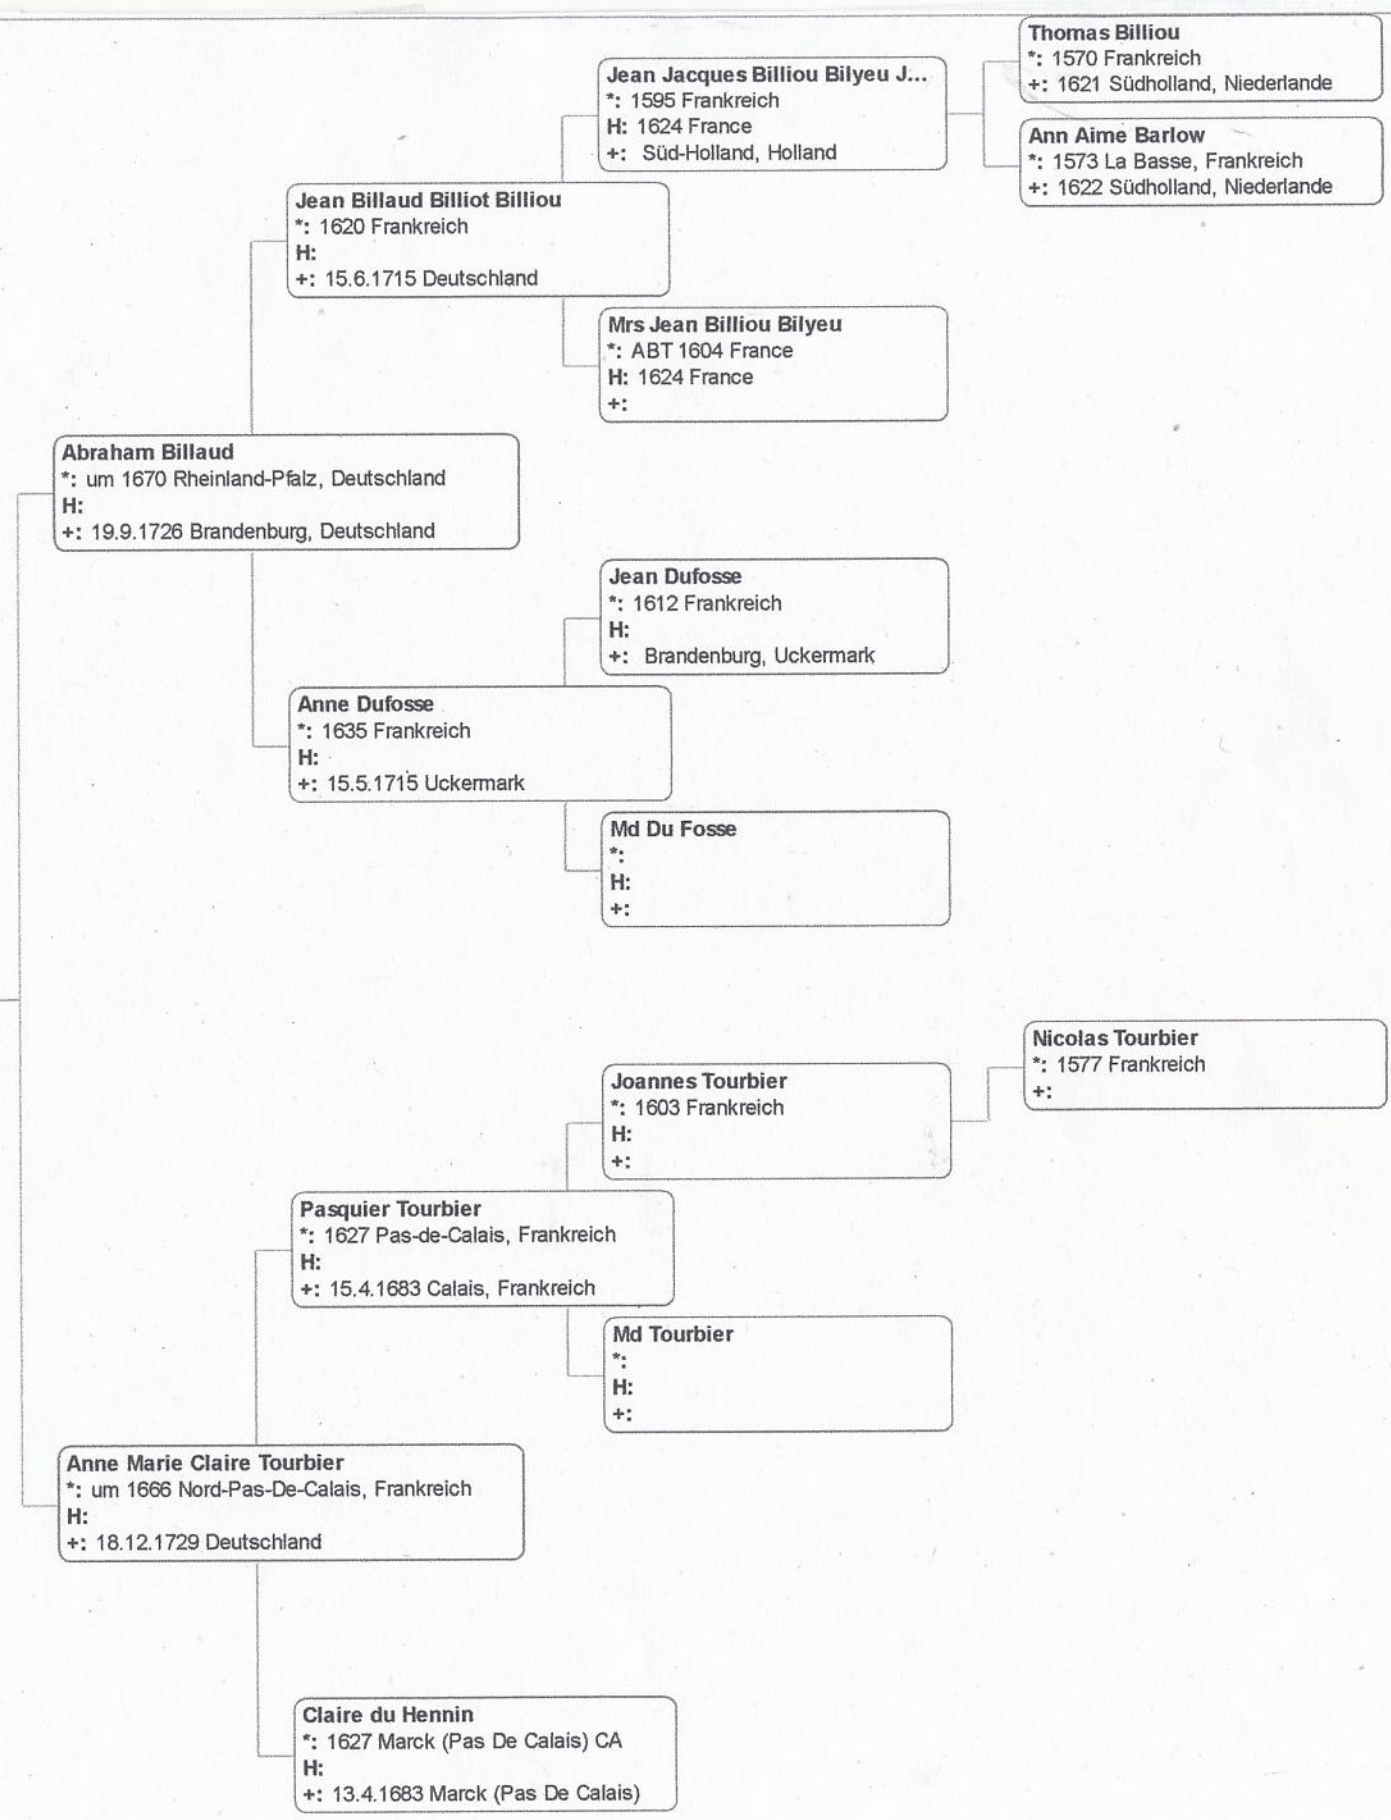 Thomas Billiou
*: 1570 Frankreich
+: 1621 Südholland, Niederlande
Jean Jacques Billiou Bilyeu J...
*: 1595 Frankreich
H: 1624 France
+: Süd-Holland, Holland
Ann Aime Barlow
*: 1573 La Basse, Frankreich
+: 1622 Südholland, Niederlande
Jean Billaud Billiot Billiou
*: 1620 Frankreich
H:
+: 15.6.1715 Deutschland
Mrs Jean Billiou Bilyeu
*: ABT 1604 France
H: 1624 France
+:
Abraham Billaud
*: um 1670 Rheinland-Pfalz, Deutschland
H:
+: 19.9.1726 Brandenburg, Deutschland
Jean Dufosse
*: 1612 Frankreich
H:
+: Brandenburg, Uckermark
Anne Dufosse
*: 1635 Frankreich
H:
+: 15.5.1715 Uckermark
Md Du Fosse
*:
H:
+:
Nicolas Tourbier
*: 1577 Frankreich
+:
Joannes Tourbier
*: 1603 Frankreich
H:
+:
Pasquier Tourbier
*: 1627 Pas-de-Calais, Frankreich
H:
+: 15.4.1683 Calais, Frankreich
Md Tourbier
*:
H:
+:
Anne Marie Claire Tourbier
*: um 1666 Nord-Pas-De-Calais, Frankreich
H:
+: 18.12.1729 Deutschland
Claire du Hennin
*: 1627 Marck (Pas De Calais) CA
H:
+: 13.4.1683 Marck (Pas De Calais)